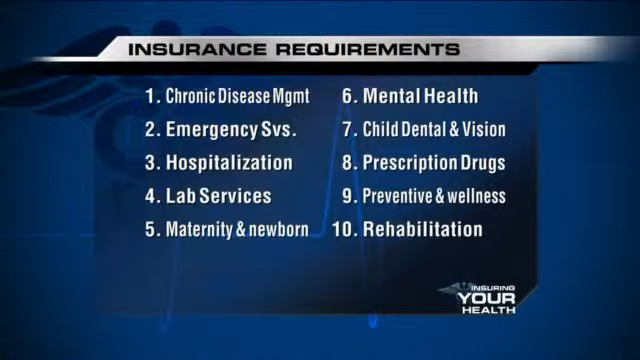 INSURANCE REQUIREMENTS
1. Chronic Disease Mgmt
2. Emergency Svs.
3. Hospitalization
4. Lab Services
5. Maternity & newborn
6. Mental Health
7. Child Dental & Vision
8. Prescription Drugs
9. Preventive & wellness
10. Rehabilitation
INSURING
YOUR
HEALTH